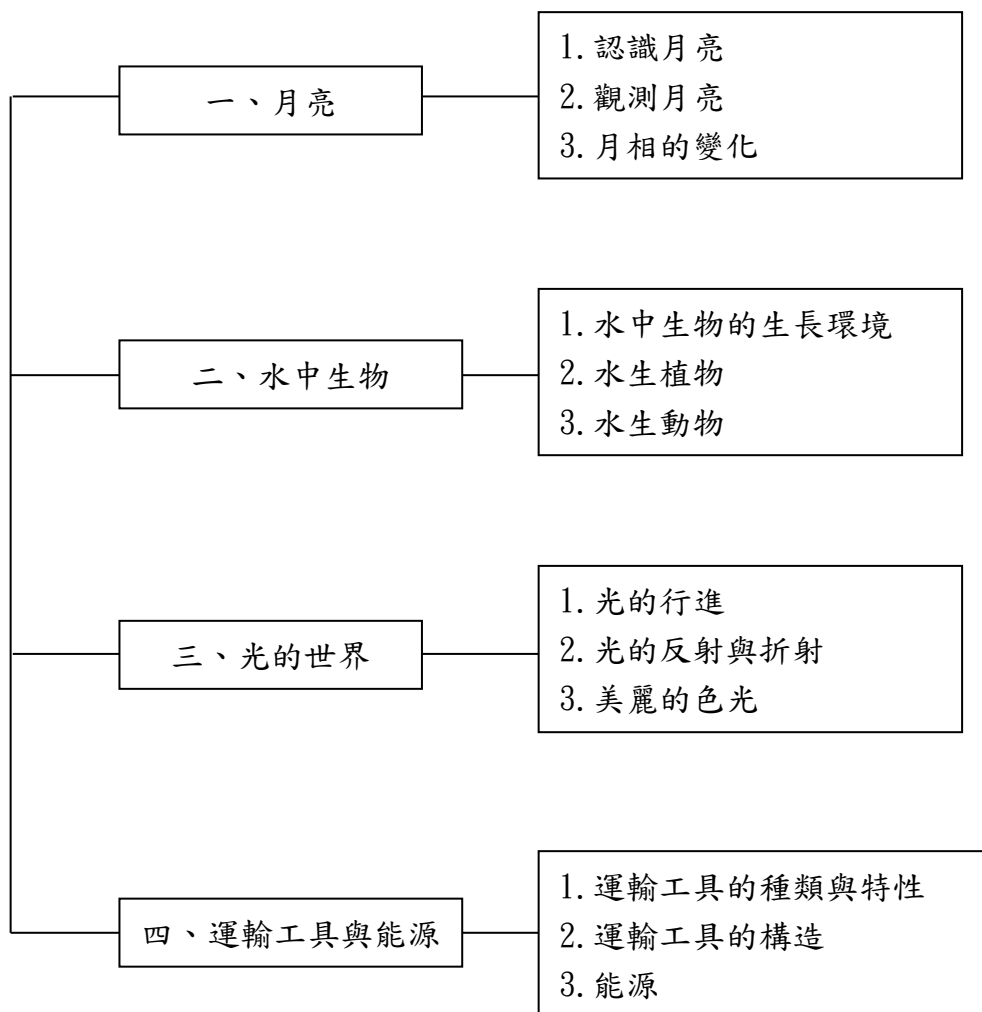 一、月亮
1.認識月亮
2.觀測月亮
3.月相的變化
二、水中生物
1.水中生物的生長環境
2.水生植物
3.水生動物
三、光的世界
1.光的行進
2.光的反射與折射
3.美麗的色光
四、運輸工具與能源
1.運輸工具的種類與特性
2.運輸工具的構造
3.能源